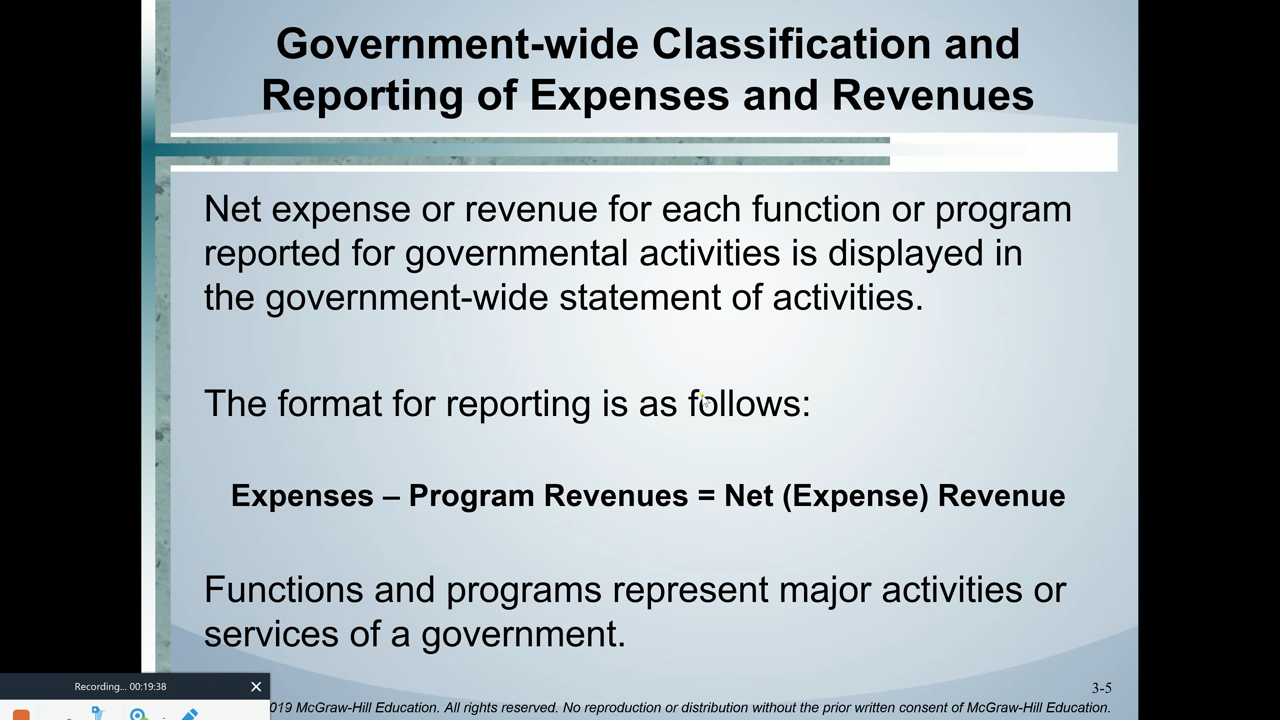 Government-wide Classification and
Reporting of Expenses and Revenues
Net expense or revenue for each function or program
reported for governmental activities is displayed in
the government-wide statement of activities.
The format for reporting is as follows:
Expenses – Program Revenues = Net (Expense) Revenue
Functions and programs represent major activities or
services of a government.
Recording... 00:19:38
3-5
019 McGraw-Hill Education. All rights reserved. No reproduction or distribution without the prior written consent of McGraw-Hill Education.